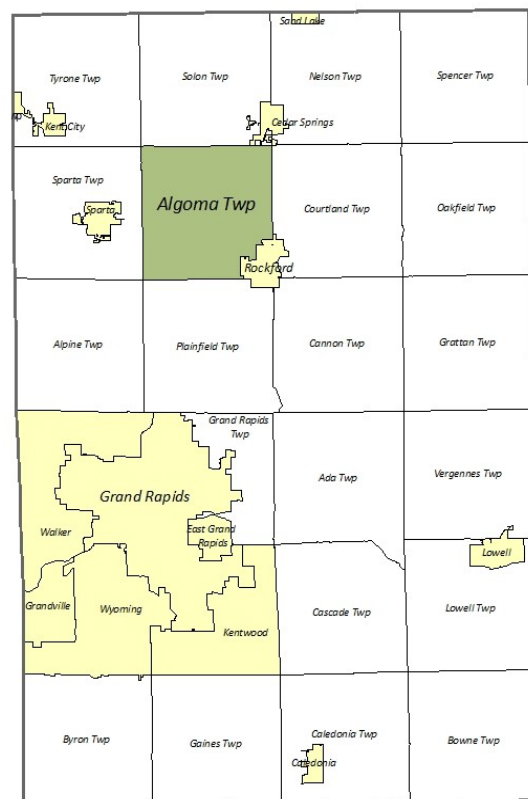 Sand Lake
Tyrone Twp
Solon Twp
Nelson Twp
Spencer Twp
Kent City
Cedar Springs
Sparta Twp
Algoma Twp
Sparta
Courtland Twp
Oakfield Twp
Rockford
Alpine Twp
Plainfield Twp
Cannon Twp
Grattan Twp
Grand Rapids
Twp
Ada Twp
Vergennes Twp
Grand Rapids
Walker
East Grand
Rapids
Lowell
Grandville
Wyoming
Kentwood
Cascade Twp
Lowell Twp
Byron Twp
Gaines Twp
Caledonia Twp
Bowne Twp
Caledonia